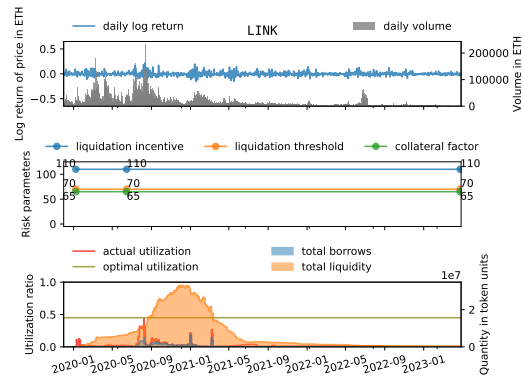 LINK
daily log return
daily volume
Log return of price in ETH
0.5
0.0
−0.5
Volume in ETH
200000
100000
0
liquidation incentive
liquidation threshold
collateral factor
Risk parameters
100
50
0
110 110 110
70 70 70
65 65 65
actual utilization
total borrows
optimal utilization
total liquidity
Utilization ratio
1.0
0.5
0.0
1e7
Quantity in token units
2
0
2020-01 2020-05 2020-09 2021-01 2021-05 2021-09 2022-01 2022-05 2022-09 2023-01